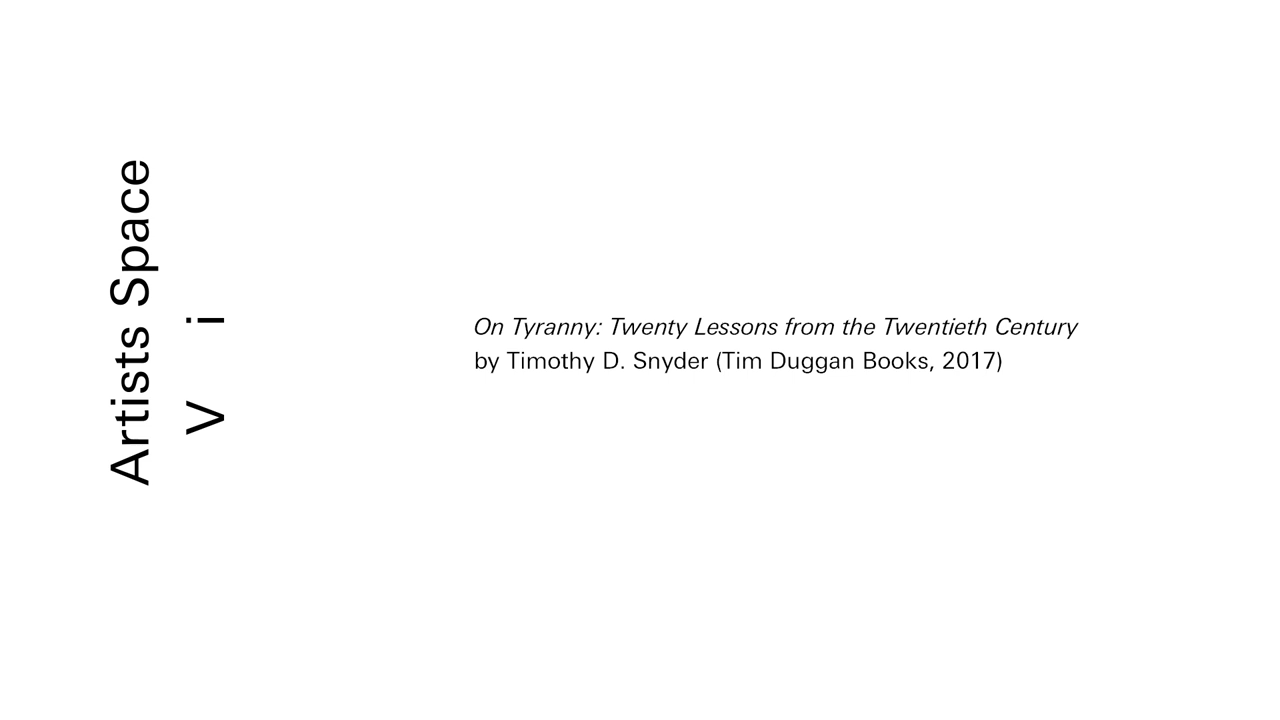 Artists Space
V i
On Tyranny: Twenty Lessons from the Twentieth Century
by Timothy D. Snyder (Tim Duggan Books, 2017)